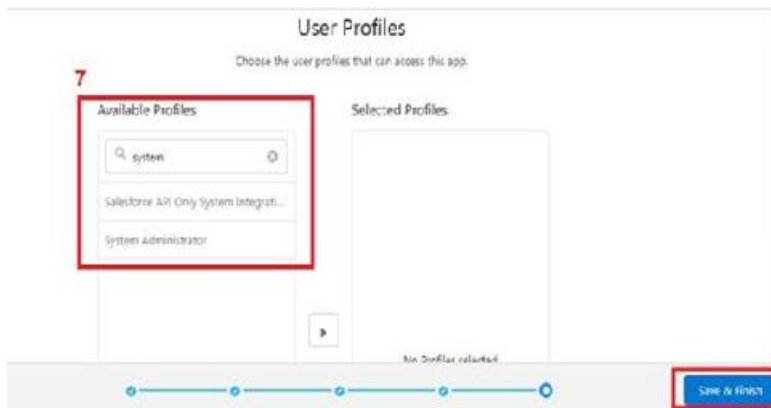 User Profiles
Choose the user profiles that can access this app.
7
Available Profiles
Selected Profiles
system
Salesforce API Only System Integrati...
System Administrator
No Profiles selected
Save & Finish